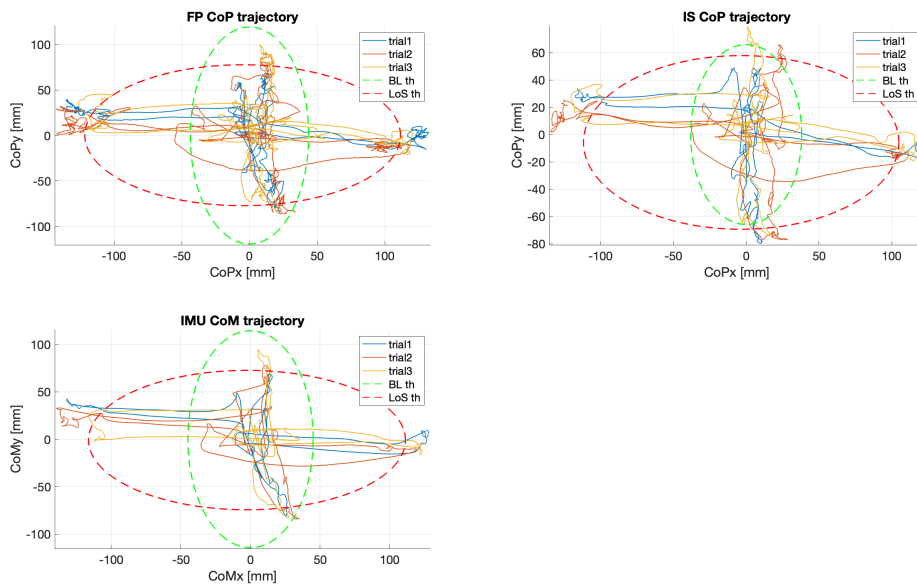 FP CoP trajectory
100
50
0
-50
-100
CoPy [mm]
-100
-50
0
50
100
CoPx [mm]
trial1
trial2
trial3
BL th
LoS th
IS CoP trajectory
60
40
20
0
-20
-40
-60
-80
CoPy [mm]
-100
-50
0
50
100
CoPx [mm]
trial1
trial2
trial3
BL th
LoS th
IMU CoM trajectory
100
50
0
-50
-100
CoMy [mm]
-100
-50
0
50
100
CoMx [mm]
trial1
trial2
trial3
BL th
LoS th